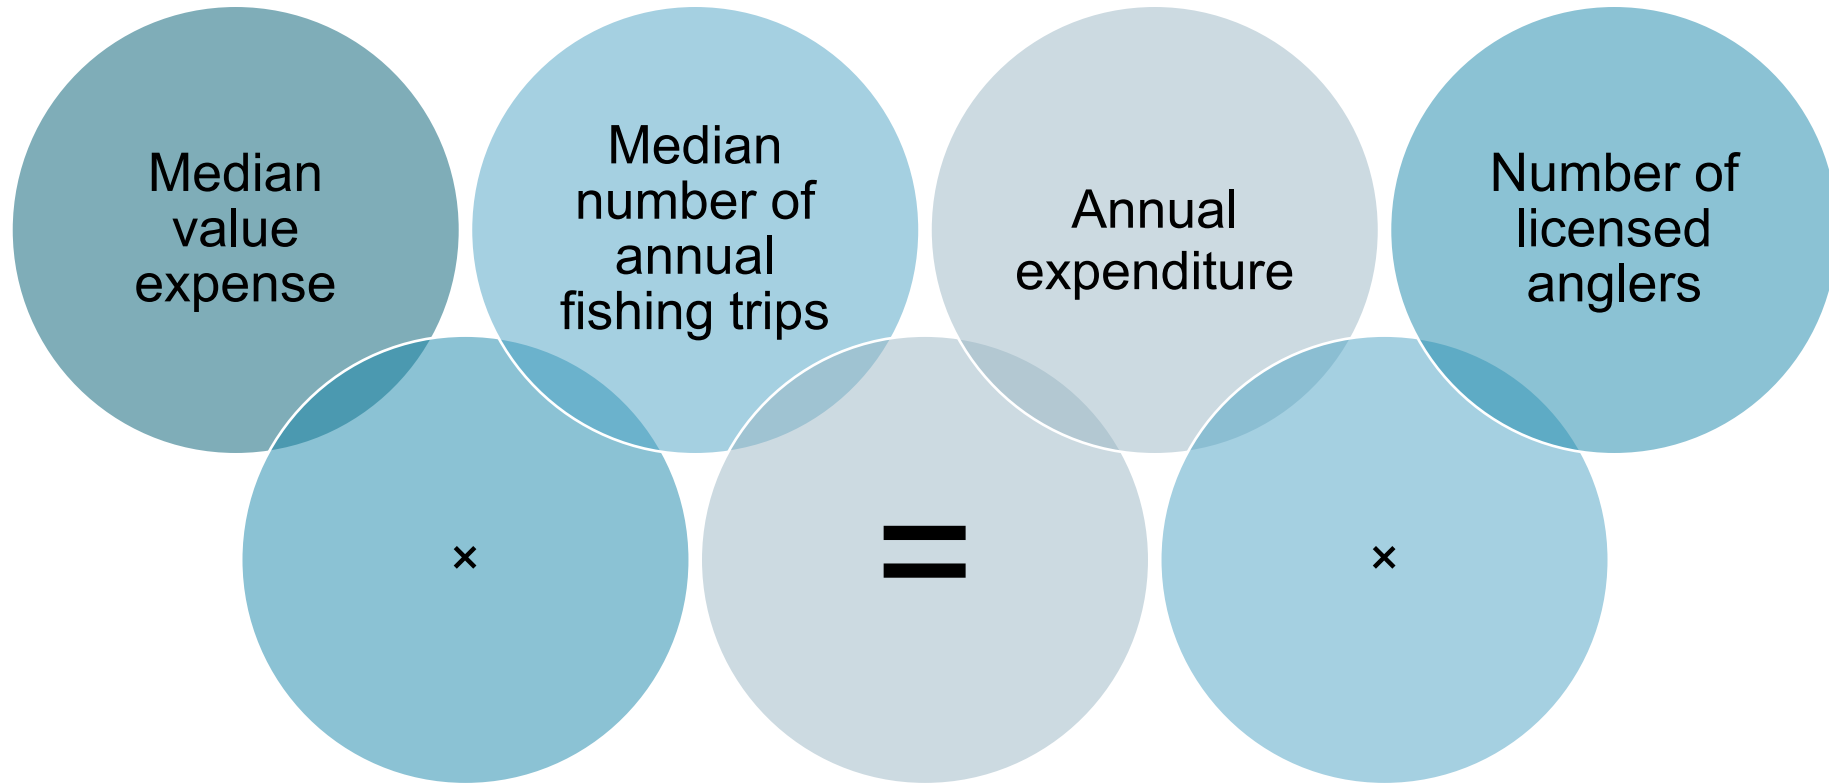 Median
value
expense
×
Median
number of
annual
fishing trips
=
Annual
expenditure
×
Number of
licensed
anglers